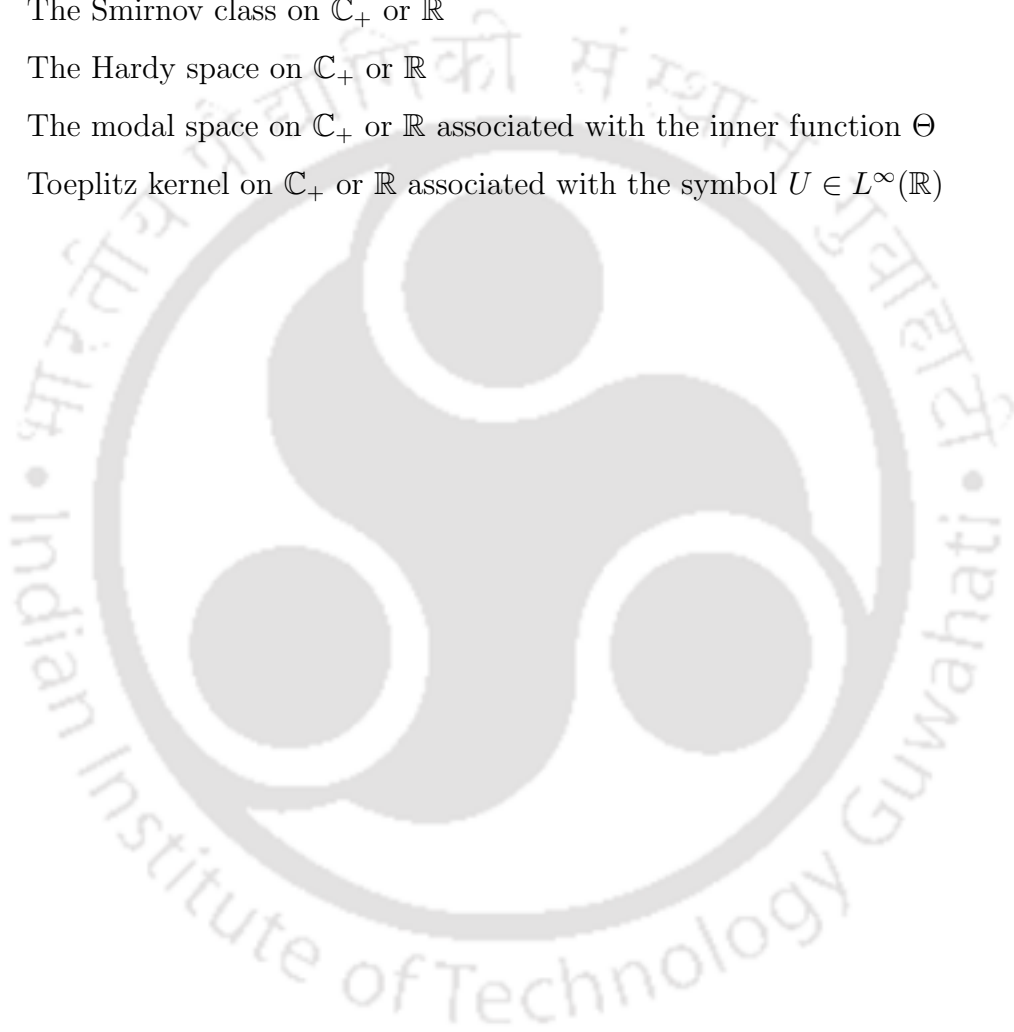 The Smirnov class on ℂ₊ or ℝ
The Hardy space on ℂ₊ or ℝ
The modal space on ℂ₊ or ℝ associated with the inner function Θ
Toeplitz kernel on ℂ₊ or ℝ associated with the symbol U ∈ L^∞(ℝ)
भारतीय प्रौद्योगिकी संस्थान गुवाहाटी
Indian Institute of Technology Guwahati